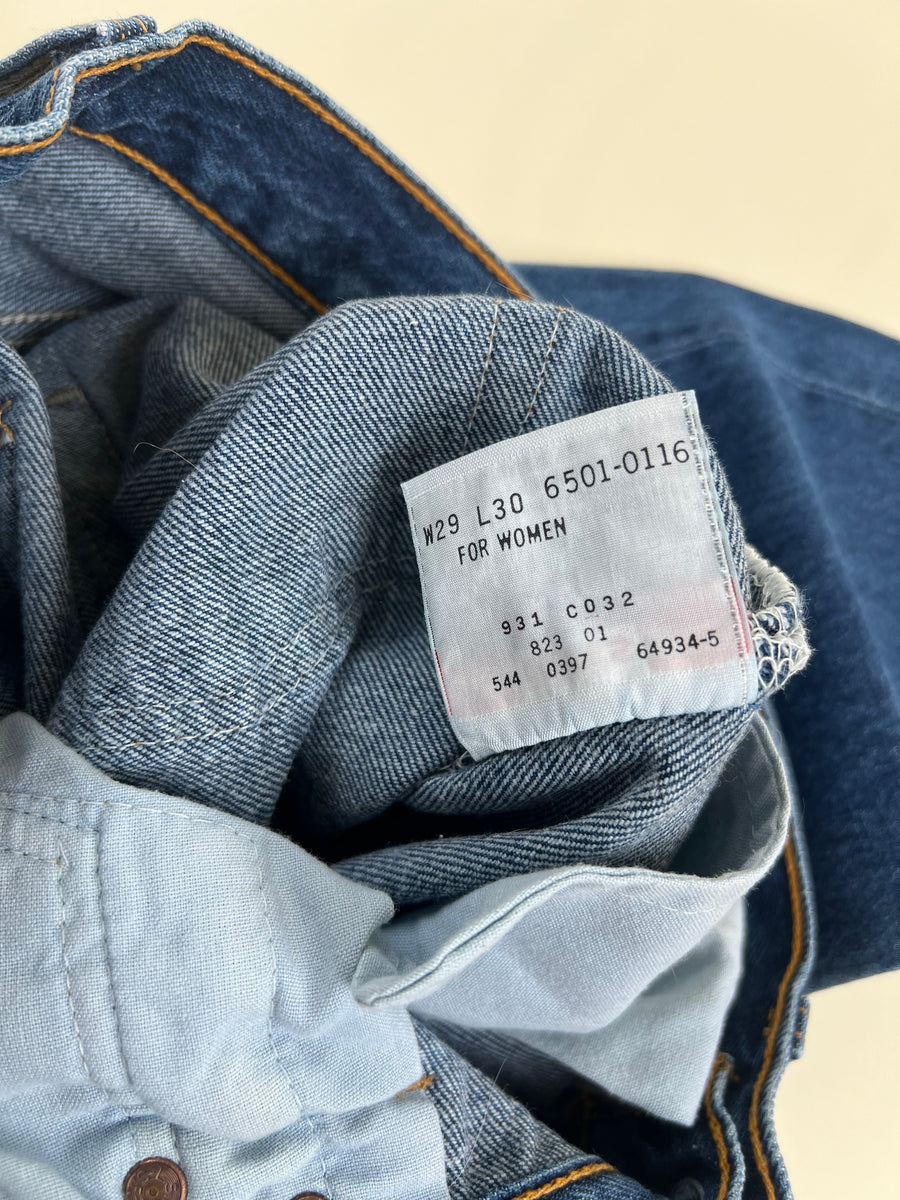 W29 L30 6501-0116
FOR WOMEN
931 C032
823 01
544 0397 64934-5